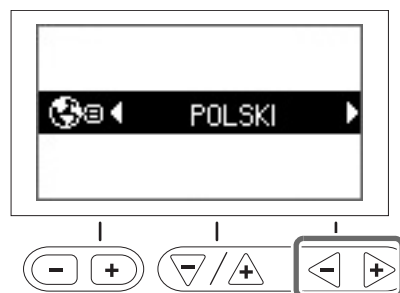 POLSKI
- +
- / +
- +